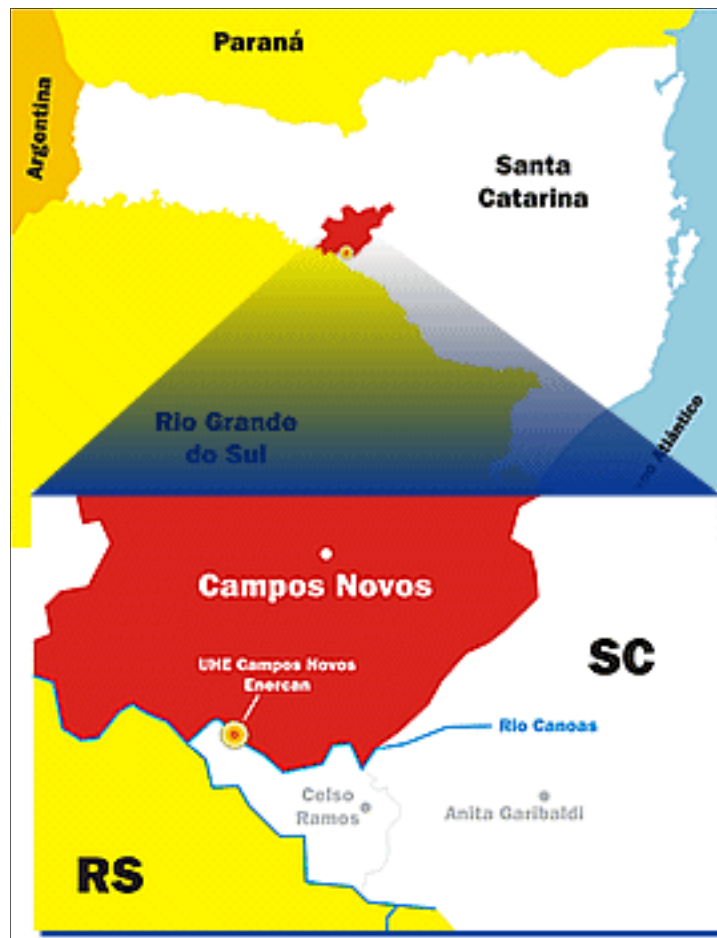 Paraná
Argentina
Santa
Catarina
Rio Grande
do Sul
Atlántico
Campos Novos
UHE Campos Novos
Enercan
SC
Rio Canoas
Celso
Ramos
Anita Garibaldi
RS